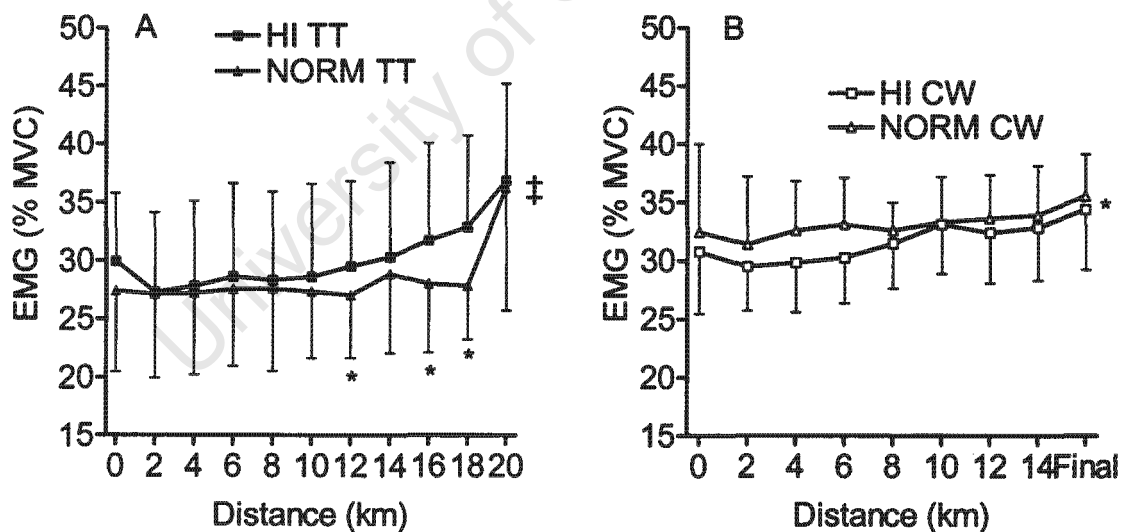 A
HI TT
NORM TT
EMG (% MVC)
50
45
40
35
30
25
20
15
‡
* * *
0 2 4 6 8 10 12 14 16 18 20
Distance (km)
B
HI CW
NORM CW
EMG (% MVC)
50
45
40
35
30
25
20
15
*
0 2 4 6 8 10 12 14 Final
Distance (km)
University of